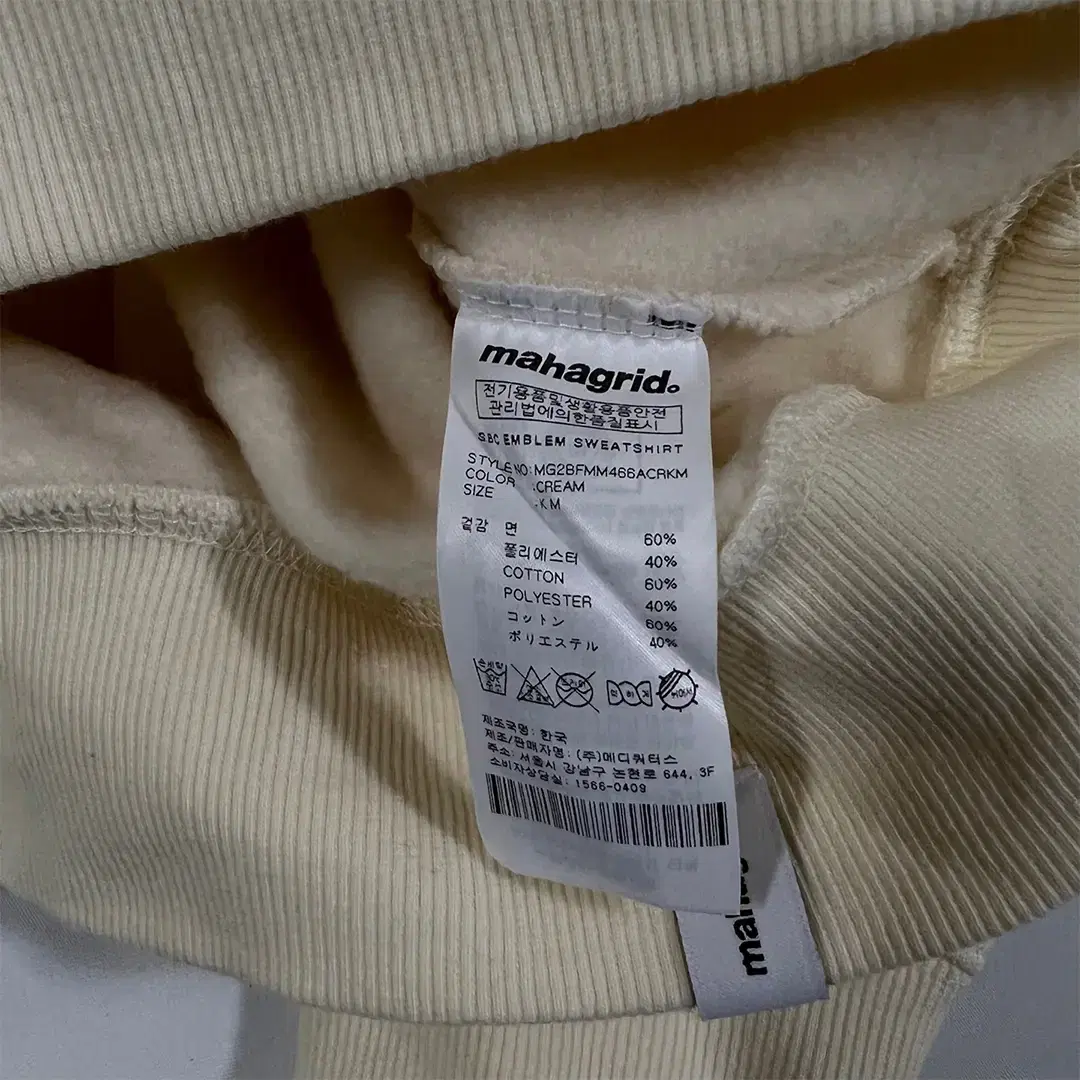 mahagrid
전기용품및생활용품안전
관리법에의한품질표시
SBC EMBLEM SWEATSHIRT
STYLE NO:MG2BFMM466ACRKM
COLOR :CREAM
SIZE :KM
겉감 면 60%
폴리에스터 40%
COTTON 60%
POLYESTER 40%
コットン 60%
ポリエステル 40%
손세탁
제조국명: 한국
제조/판매자명: (주)메디쿼터스
주소: 서울시 강남구 논현로 644, 3F
소비자상담실: 1566-0409